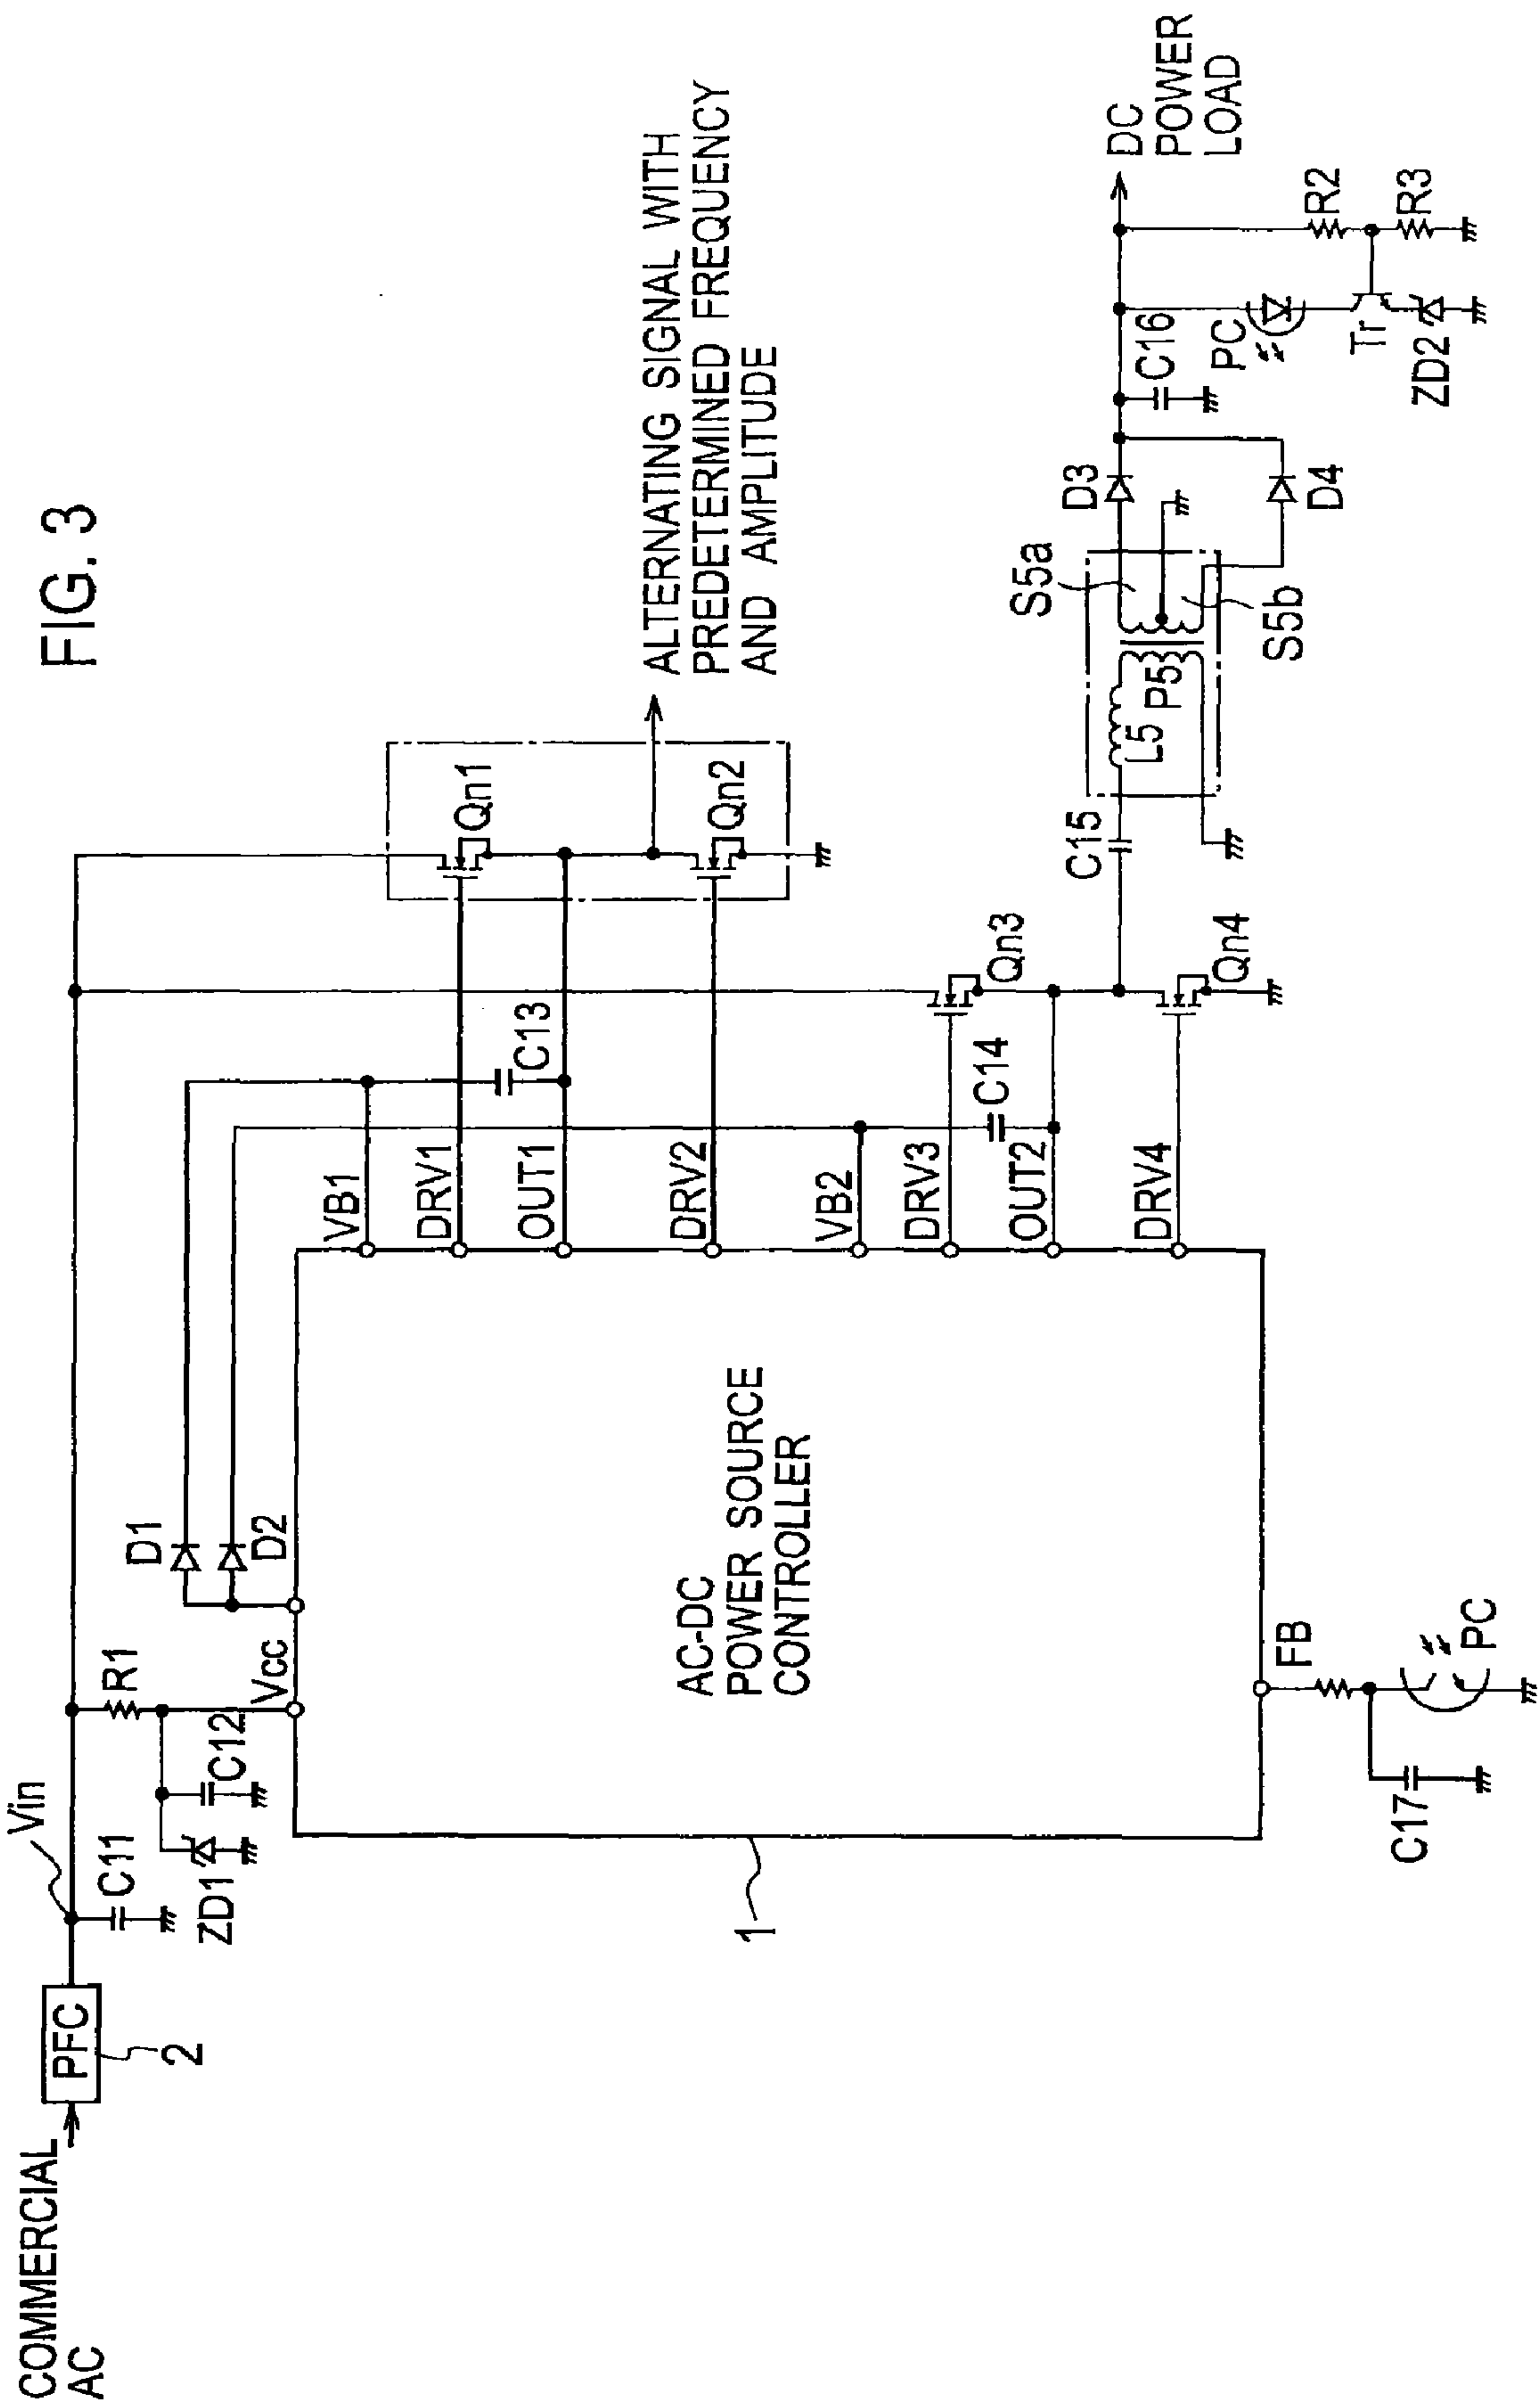 FIG. 3
COMMERCIAL
AC
PFC
2
Vin
C11
ZD1
C12
R1
Vcc
D1
D2
VB1
DRV1
OUT1
DRV2
VB2
DRV3
OUT2
DRV4
C13
C14
Qn1
Qn2
Qn3
Qn4
ALTERNATING SIGNAL WITH
PREDETERMINED FREQUENCY
AND AMPLITUDE
AC-DC
POWER SOURCE
CONTROLLER
1
FB
C17
PC
C15
L5
P5
S5a
S5b
D3
D4
C16
PC
Tr
ZD2
R2
R3
DC
POWER
LOAD